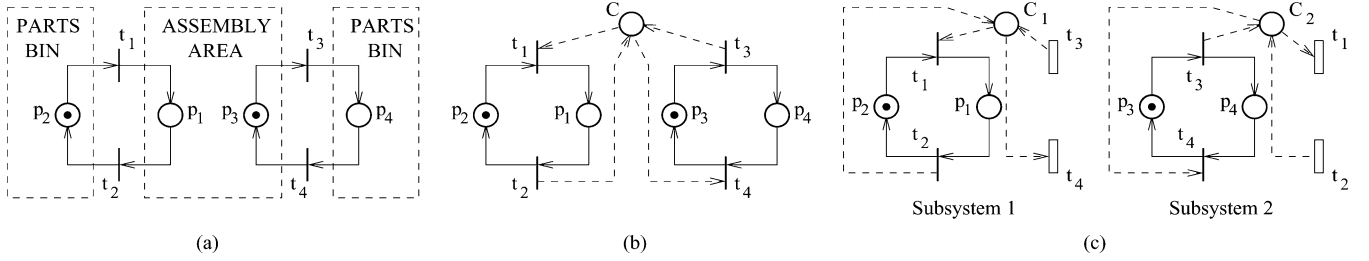 PARTS BIN
ASSEMBLY AREA
PARTS BIN
t1
t3
p2
p1
p3
p4
t2
t4
(a)
C
t1
t3
p2
p1
p3
p4
t2
t4
(b)
C1
t1
t3
p2
p1
t2
t4
Subsystem 1
C2
t1
t3
p3
p4
t4
t2
Subsystem 2
(c)